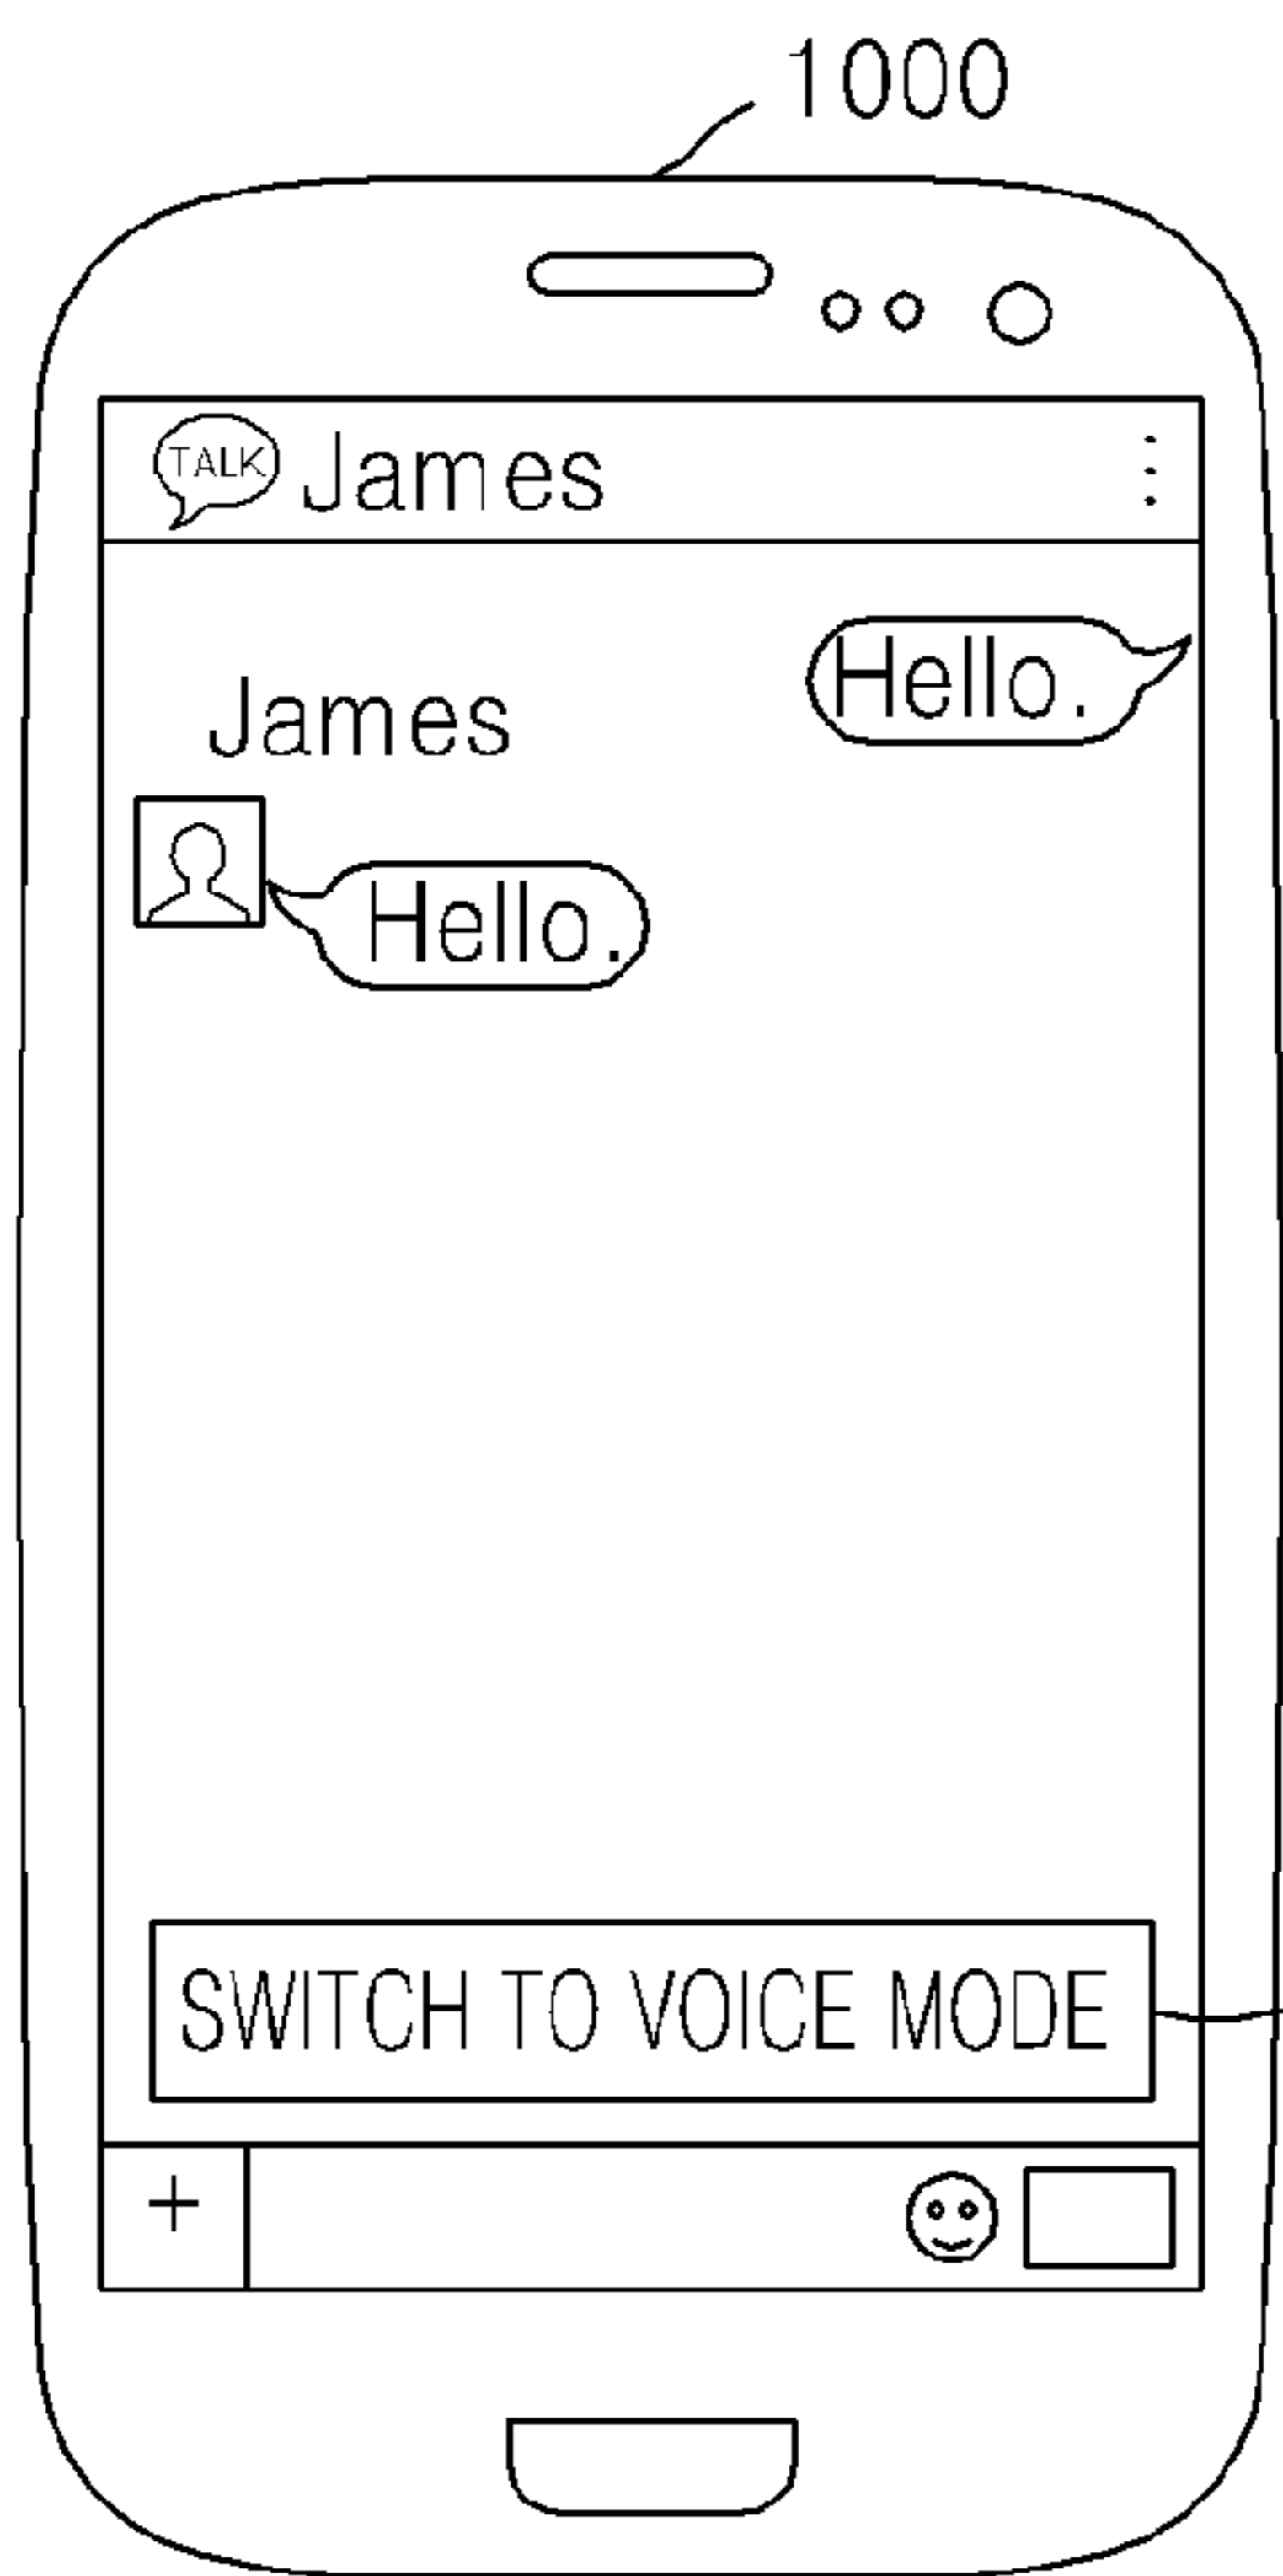 1000
TALK James
Hello.
James
Hello.
SWITCH TO VOICE MODE
+